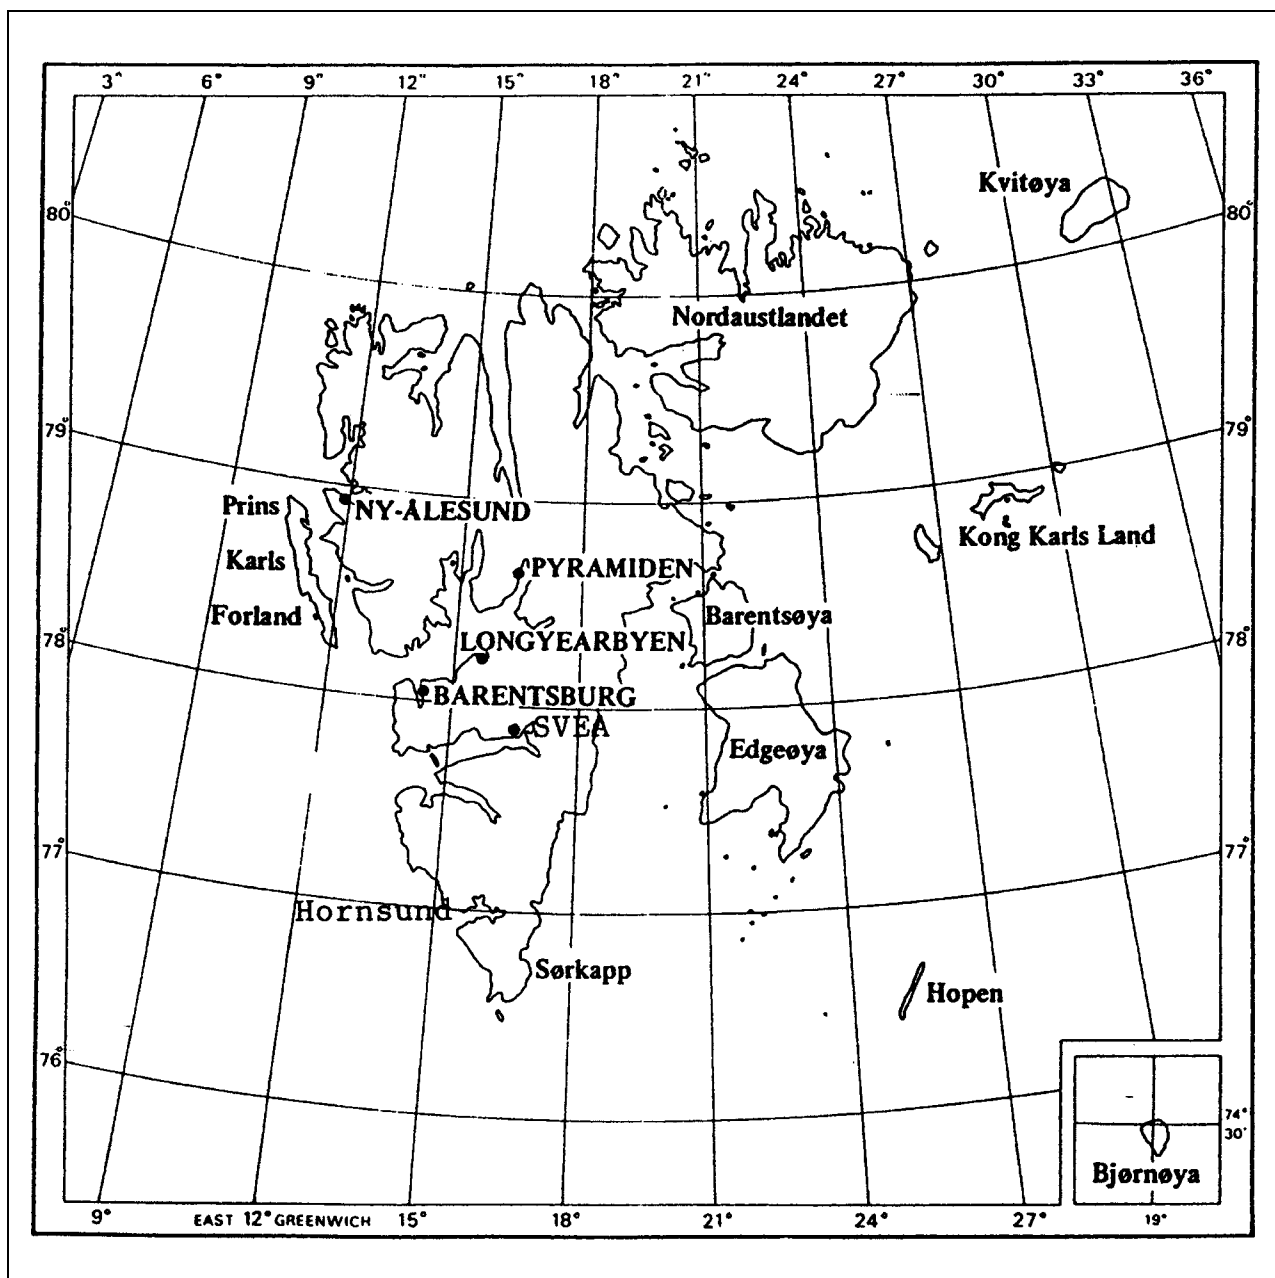 3° 6° 9° 12° 15° 18° 21° 24° 27° 30° 33° 36°
Kvitøya
80° 80°
Nordaustlandet
79° 79°
Prins
NY-ÅLESUND
Kong Karls Land
Karls
PYRAMIDEN
Forland
Barentsøya
78° 78°
LONGYEARBYEN
BARENTSBURG
SVEA
Edgeøya
77° 77°
Hornsund
Sørkapp
Hopen
76°
74°
30'
Bjørnøya
9° EAST 12° GREENWICH 15° 18° 21° 24° 27° 19°